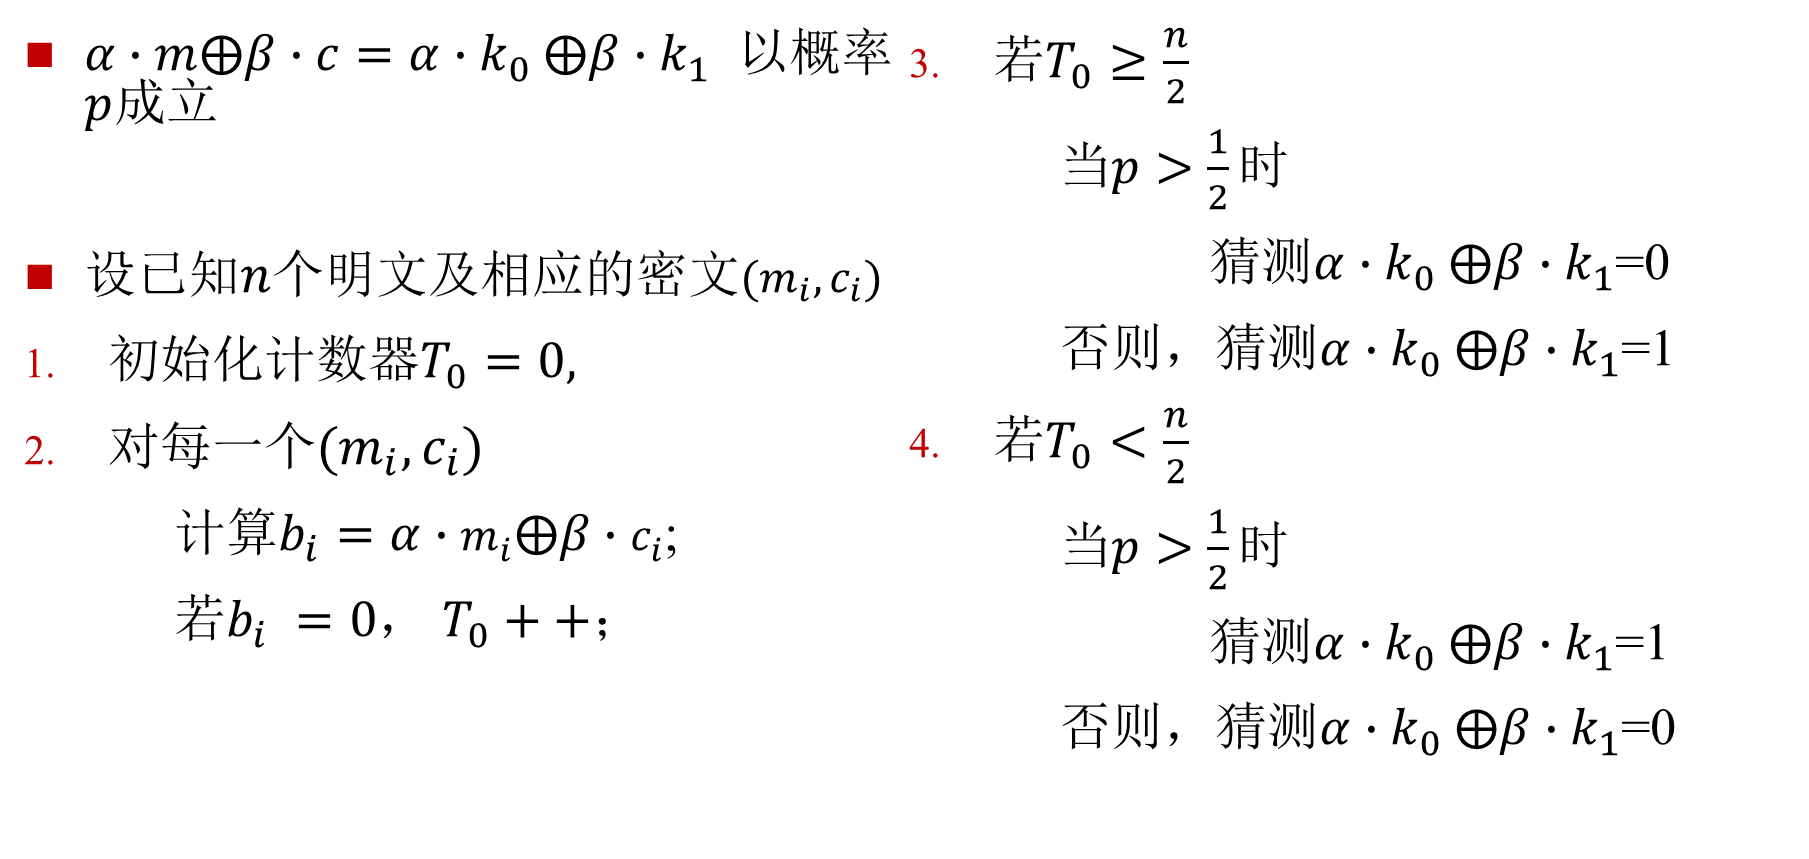 ■ α · m⊕β · c = α · k₀ ⊕β · k₁ 以概率
p成立
■ 设已知n个明文及相应的密文(mᵢ, cᵢ)
1. 初始化计数器T₀ = 0,
2. 对每一个(mᵢ, cᵢ)
计算bᵢ = α · mᵢ⊕β · cᵢ;
若bᵢ = 0， T₀ + +；
3. 若T₀ ≥ n/2
当p > 1/2 时
猜测α · k₀ ⊕β · k₁=0
否则，猜测α · k₀ ⊕β · k₁=1
4. 若T₀ < n/2
当p > 1/2 时
猜测α · k₀ ⊕β · k₁=1
否则，猜测α · k₀ ⊕β · k₁=0